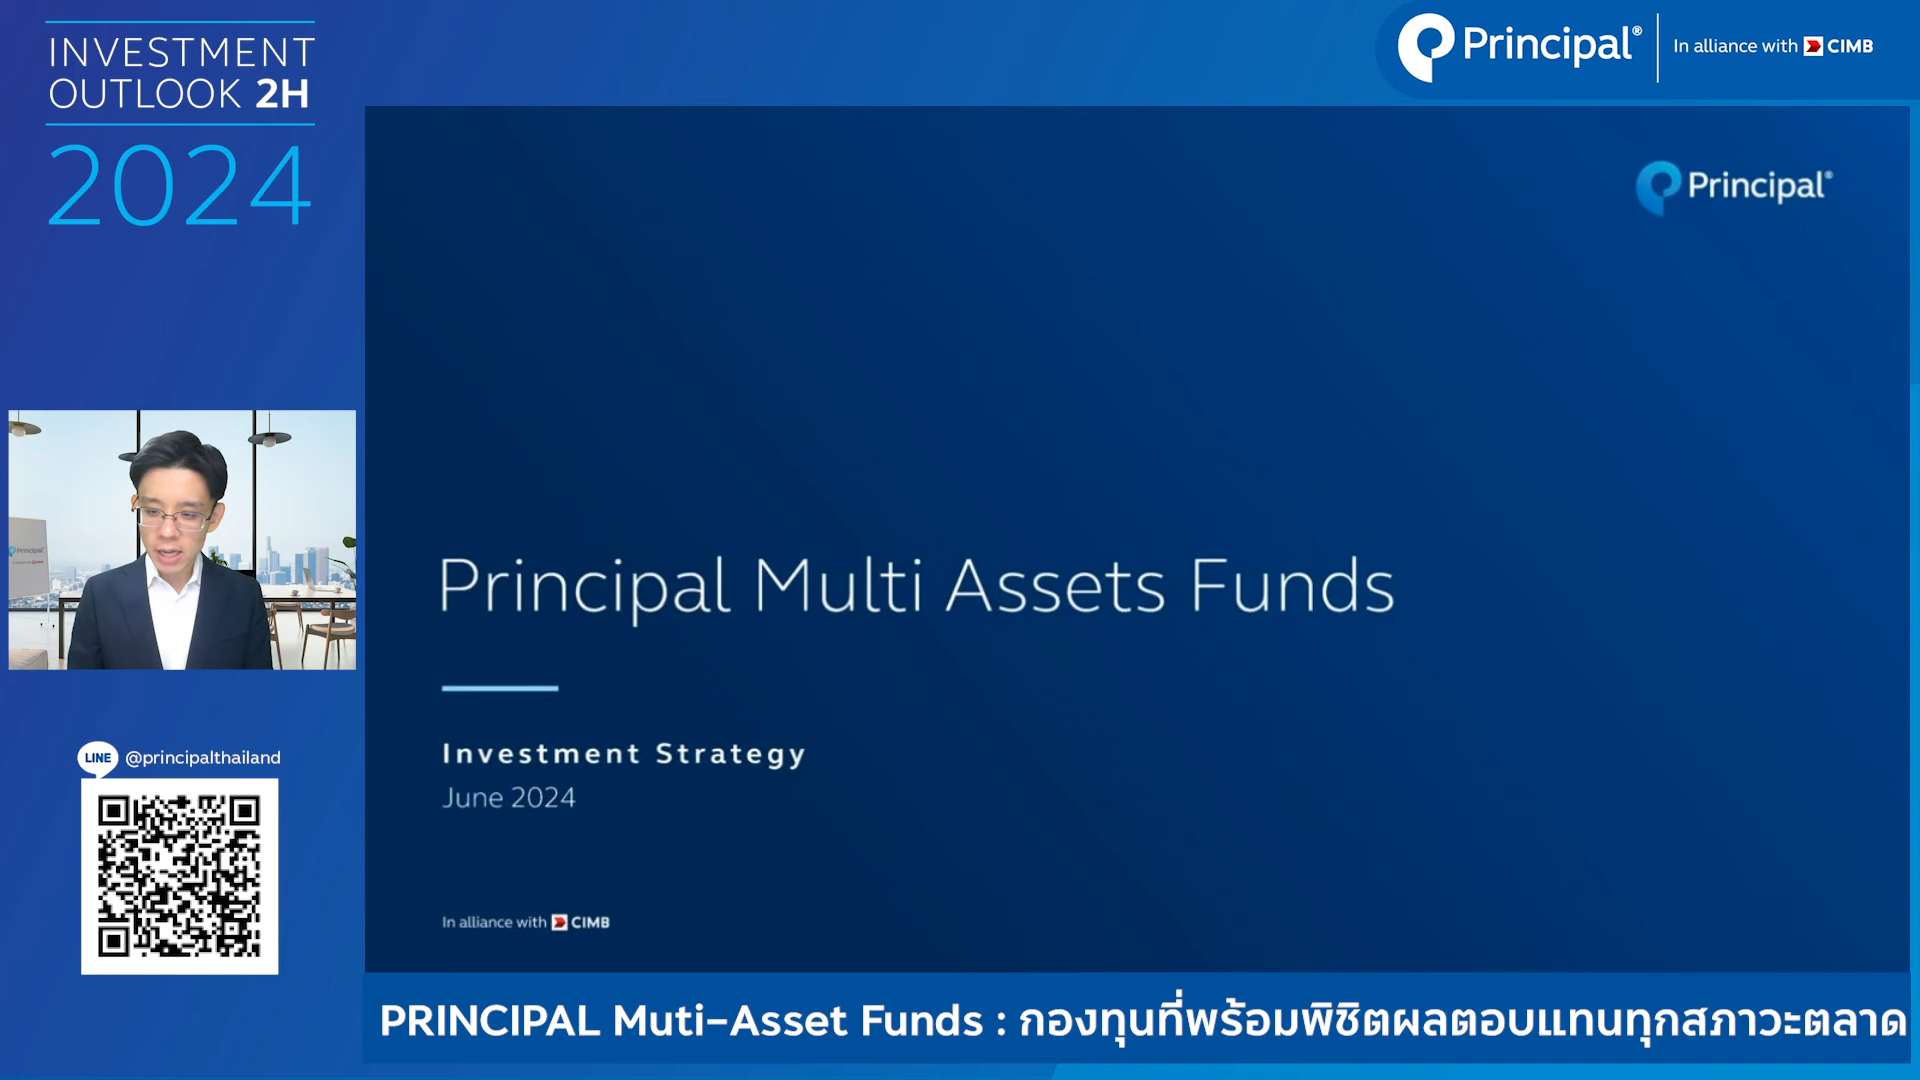 INVESTMENT
OUTLOOK 2H
2024
Principal®
In alliance with CIMB
Principal®
Principal Multi Assets Funds
Investment Strategy
June 2024
In alliance with CIMB
Principal
LINE @principalthailand
PRINCIPAL Muti-Asset Funds : กองทุนที่พร้อมพิชิตผลตอบแทนทุกสภาวะตลาด